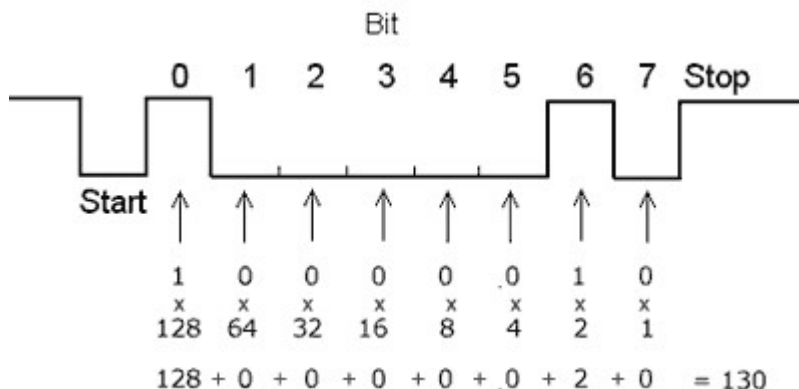 Bit
0 1 2 3 4 5 6 7 Stop
Start
1 0 0 0 0 .0 1 0
x x x x x x x x
128 64 32 16 8 4 2 1
128 + 0 + 0 + 0 + 0 + .0 + 2 + 0 = 130